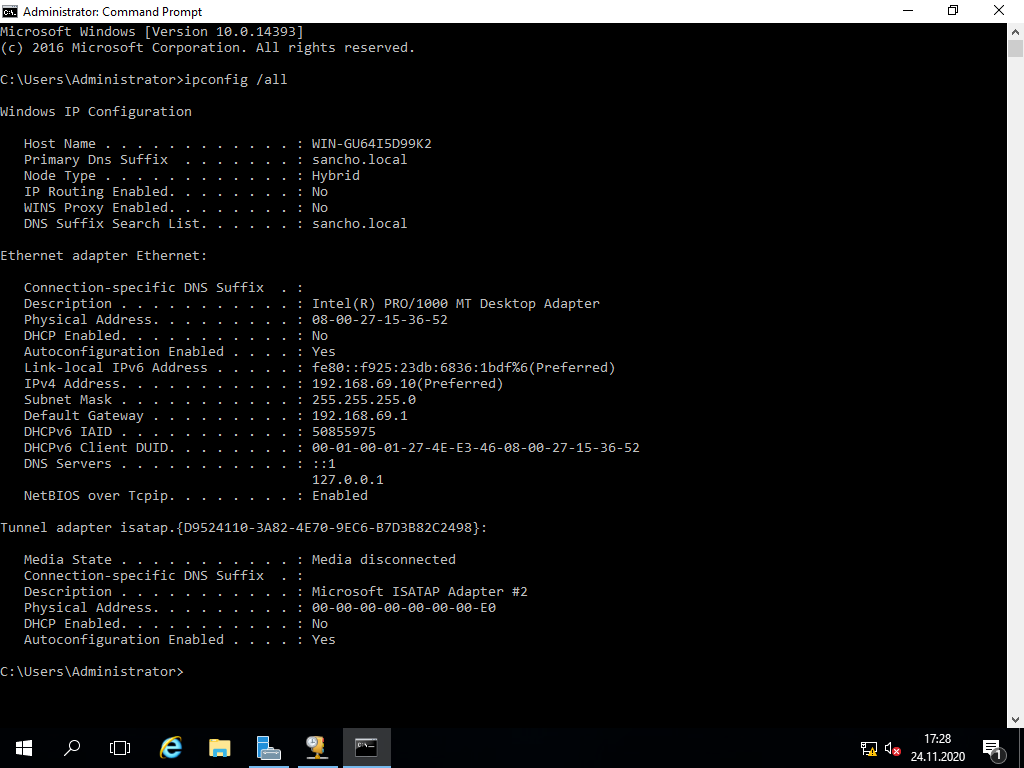 Administrator: Command Prompt
Microsoft Windows [Version 10.0.14393]
(c) 2016 Microsoft Corporation. All rights reserved.
C:\Users\Administrator>ipconfig /all
Windows IP Configuration
Host Name . . . . . . . . . . . . : WIN-GU64I5D99K2
Primary Dns Suffix  . . . . . . . : sancho.local
Node Type . . . . . . . . . . . . : Hybrid
IP Routing Enabled. . . . . . . . : No
WINS Proxy Enabled. . . . . . . . : No
DNS Suffix Search List. . . . . . : sancho.local
Ethernet adapter Ethernet:
Connection-specific DNS Suffix  . :
Description . . . . . . . . . . . : Intel(R) PRO/1000 MT Desktop Adapter
Physical Address. . . . . . . . . : 08-00-27-15-36-52
DHCP Enabled. . . . . . . . . . . : No
Autoconfiguration Enabled . . . . : Yes
Link-local IPv6 Address . . . . . : fe80::f925:23db:6836:1bdf%6(Preferred)
IPv4 Address. . . . . . . . . . . : 192.168.69.10(Preferred)
Subnet Mask . . . . . . . . . . . : 255.255.255.0
Default Gateway . . . . . . . . . : 192.168.69.1
DHCPv6 IAID . . . . . . . . . . . : 50855975
DHCPv6 Client DUID. . . . . . . . : 00-01-00-01-27-4E-E3-46-08-00-27-15-36-52
DNS Servers . . . . . . . . . . . : ::1
127.0.0.1
NetBIOS over Tcpip. . . . . . . . : Enabled
Tunnel adapter isatap.{D9524110-3A82-4E70-9EC6-B7D3B82C2498}:
Media State . . . . . . . . . . . : Media disconnected
Connection-specific DNS Suffix  . :
Description . . . . . . . . . . . : Microsoft ISATAP Adapter #2
Physical Address. . . . . . . . . : 00-00-00-00-00-00-00-E0
DHCP Enabled. . . . . . . . . . . : No
Autoconfiguration Enabled . . . . : Yes
C:\Users\Administrator>
17:28
24.11.2020
1